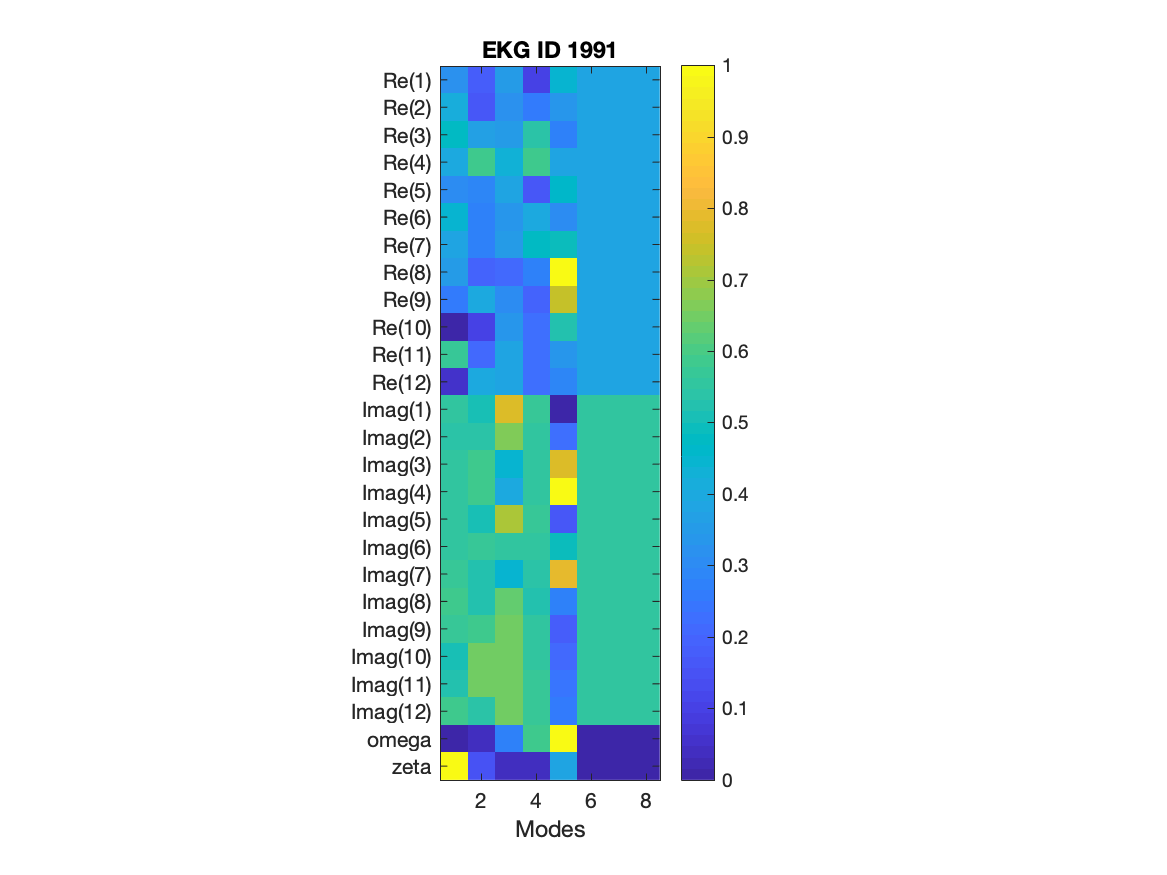 EKG ID 1991
Re(1)
Re(2)
Re(3)
Re(4)
Re(5)
Re(6)
Re(7)
Re(8)
Re(9)
Re(10)
Re(11)
Re(12)
Imag(1)
Imag(2)
Imag(3)
Imag(4)
Imag(5)
Imag(6)
Imag(7)
Imag(8)
Imag(9)
Imag(10)
Imag(11)
Imag(12)
omega
zeta
2 4 6 8
Modes
1
0.9
0.8
0.7
0.6
0.5
0.4
0.3
0.2
0.1
0